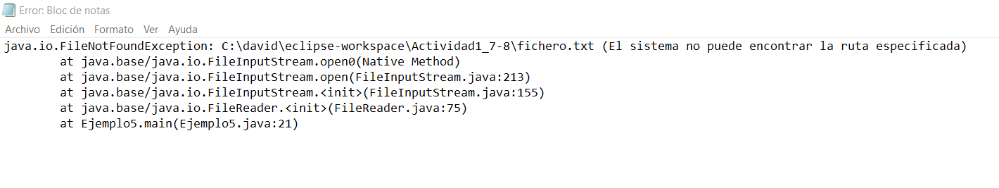 Error: Bloc de notas
Archivo Edición Formato Ver Ayuda
java.io.FileNotFoundException: C:\david\eclipse-workspace\Actividad1_7-8\fichero.txt (El sistema no puede encontrar la ruta especificada)
at java.base/java.io.FileInputStream.open0(Native Method)
at java.base/java.io.FileInputStream.open(FileInputStream.java:213)
at java.base/java.io.FileInputStream.<init>(FileInputStream.java:155)
at java.base/java.io.FileReader.<init>(FileReader.java:75)
at Ejemplo5.main(Ejemplo5.java:21)